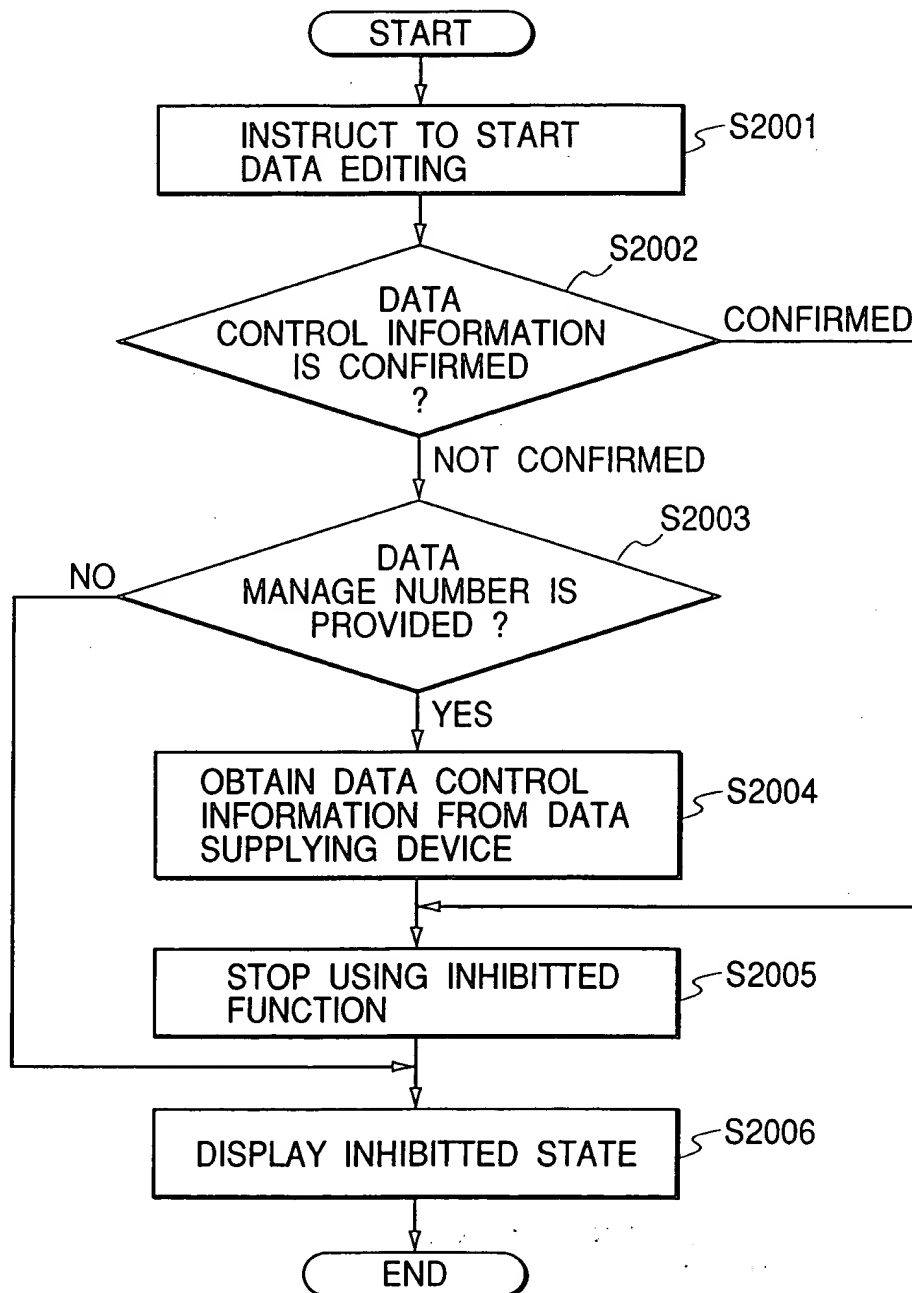 START
INSTRUCT TO START
DATA EDITING
S2001
S2002
DATA
CONTROL INFORMATION
IS CONFIRMED
?
CONFIRMED
NOT CONFIRMED
S2003
DATA
MANAGE NUMBER IS
PROVIDED ?
NO
YES
OBTAIN DATA CONTROL
INFORMATION FROM DATA
SUPPLYING DEVICE
S2004
STOP USING INHIBITTED
FUNCTION
S2005
DISPLAY INHIBITTED STATE
S2006
END